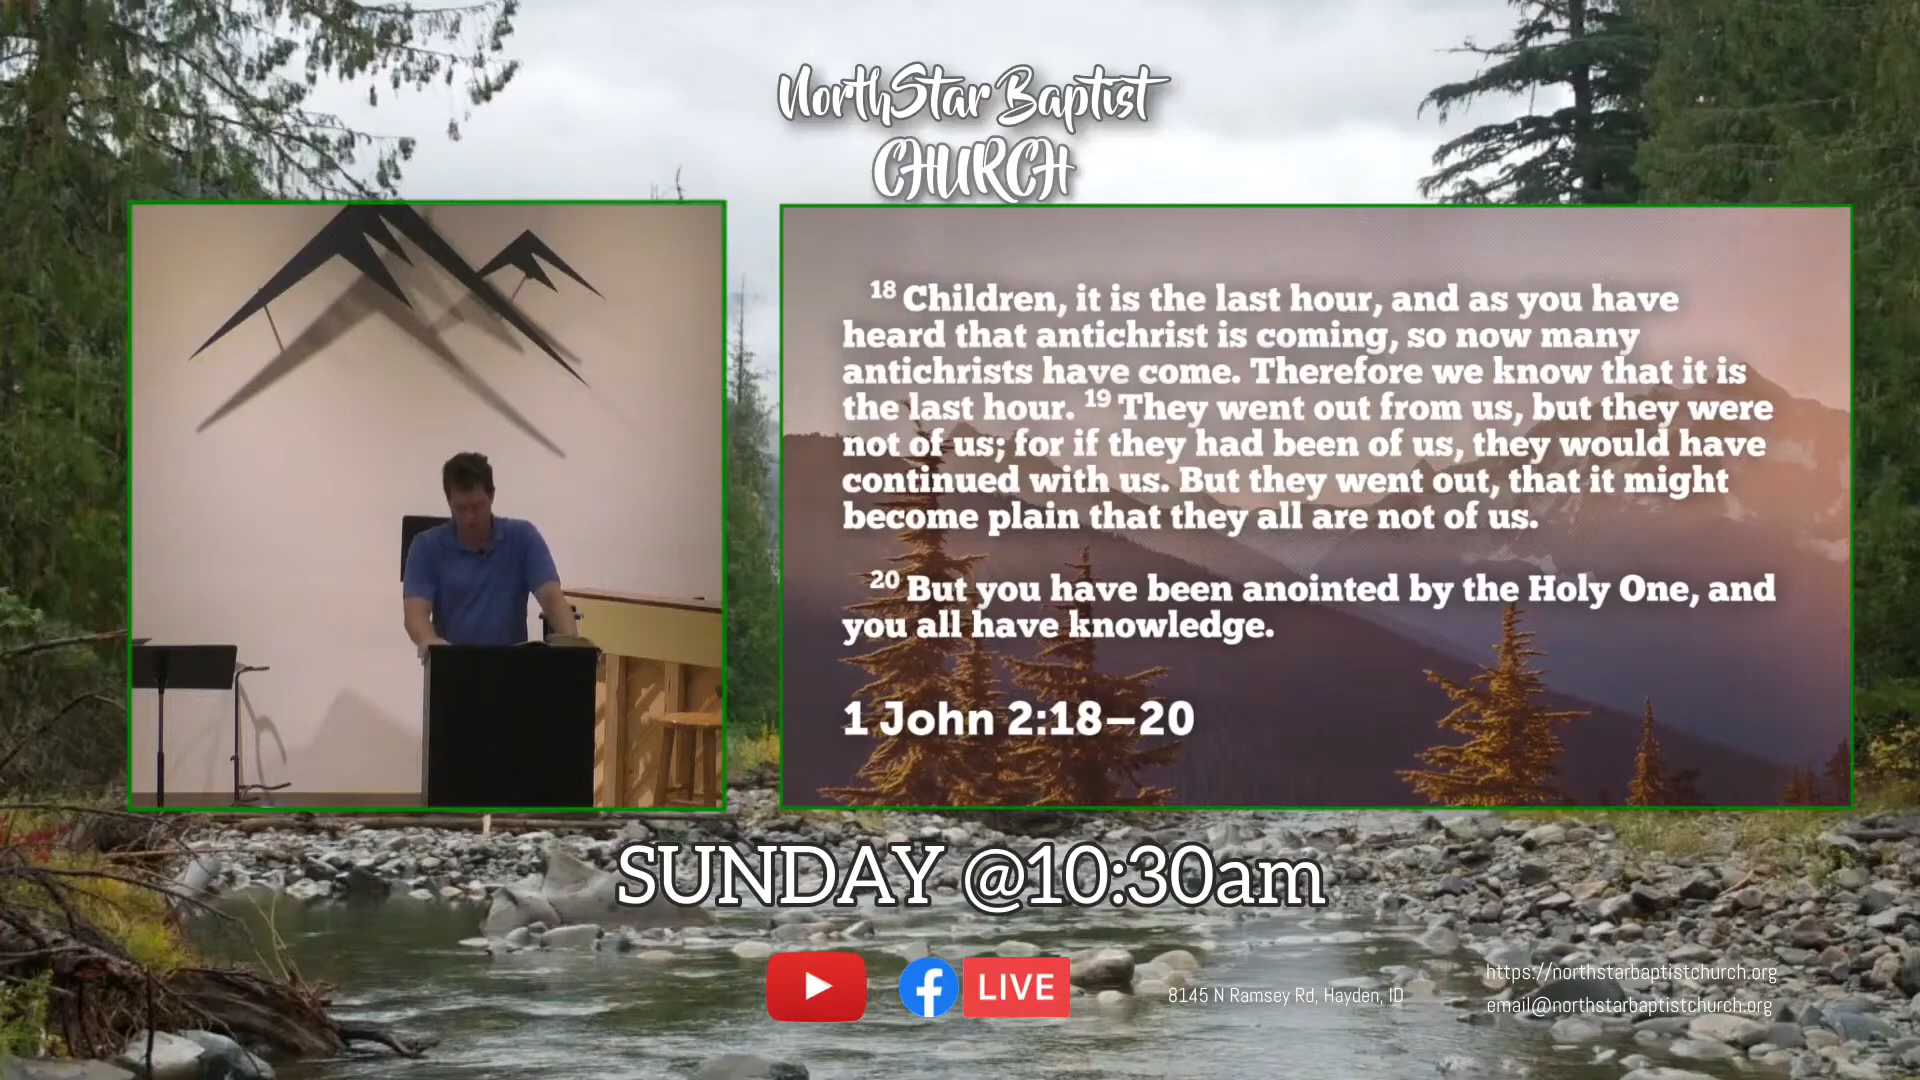 NorthStar Baptist
CHURCH
18 Children, it is the last hour, and as you have
heard that antichrist is coming, so now many
antichrists have come. Therefore we know that it is
the last hour. 19 They went out from us, but they were
not of us; for if they had been of us, they would have
continued with us. But they went out, that it might
become plain that they all are not of us.
20 But you have been anointed by the Holy One, and
you all have knowledge.
1 John 2:18–20
SUNDAY @10:30am
LIVE
8145 N Ramsey Rd, Hayden, ID
https://northstarbaptistchurch.org
email@northstarbaptistchurch.org